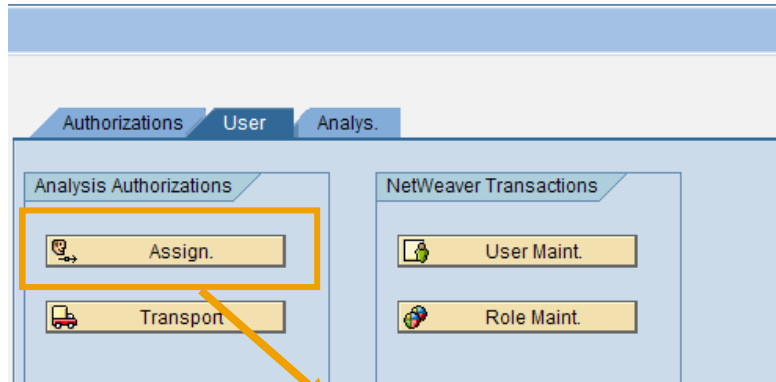 Authorizations User Analys.
Analysis Authorizations
Assign.
Transport
NetWeaver Transactions
User Maint.
Role Maint.